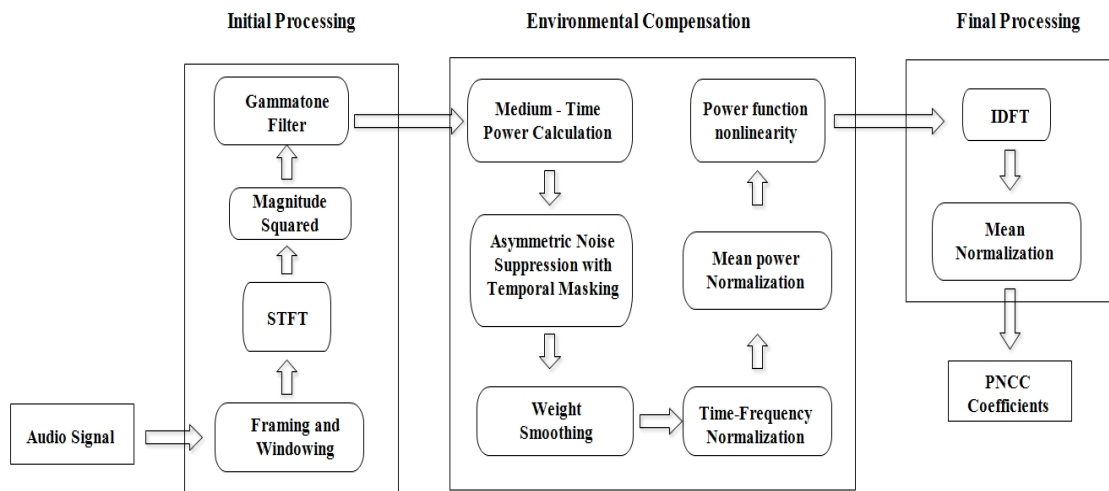 Initial Processing
Environmental Compensation
Final Processing
Gammatone
Filter
Magnitude
Squared
STFT
Framing and
Windowing
Audio Signal
Medium - Time
Power Calculation
Asymmetric Noise
Suppression with
Temporal Masking
Weight
Smoothing
Time-Frequency
Normalization
Mean power
Normalization
Power function
nonlinearity
IDFT
Mean
Normalization
PNCC
Coefficients